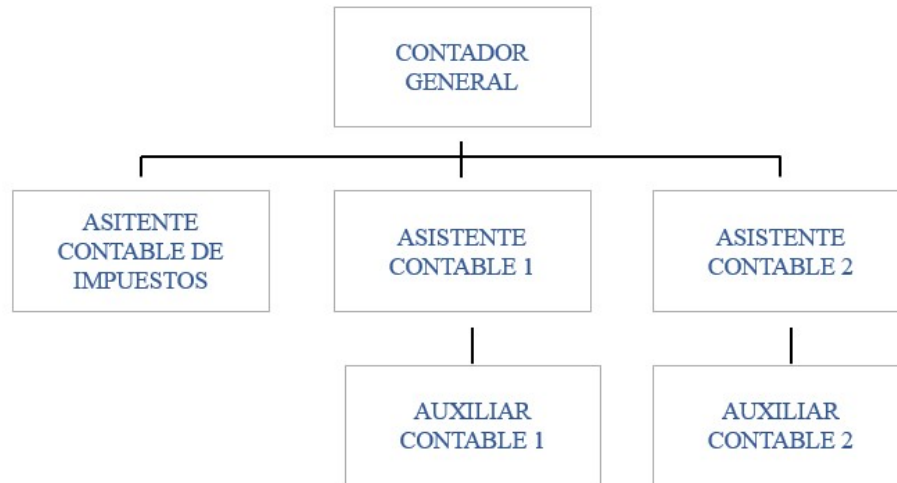 CONTADOR
GENERAL
ASITENTE
CONTABLE DE
IMPUESTOS
ASISTENTE
CONTABLE 1
ASISTENTE
CONTABLE 2
AUXILIAR
CONTABLE 1
AUXILIAR
CONTABLE 2